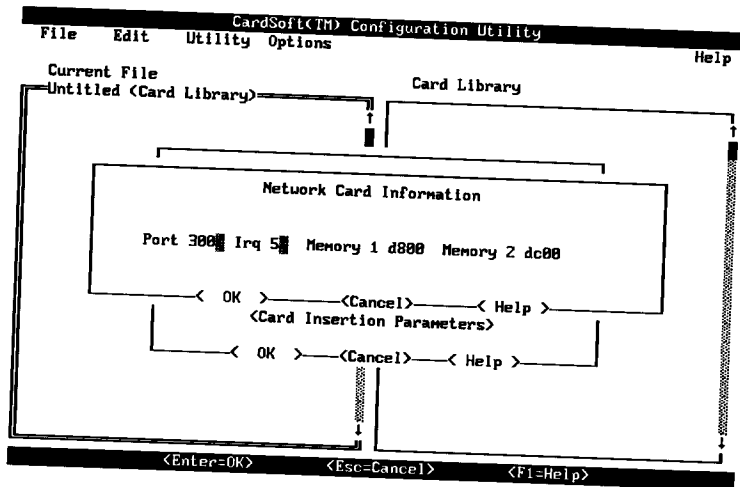 CardSoft(TM) Configuration Utility
File Edit Utility Options Help
Current File
Untitled (Card Library)
Card Library
Network Card Information
Port 300 Irq 5 Memory 1 d800 Memory 2 dc00
< OK > <Cancel> < Help >
<Card Insertion Parameters>
< OK > <Cancel> < Help >
<Enter=OK> <Esc=Cancel> <F1=Help>